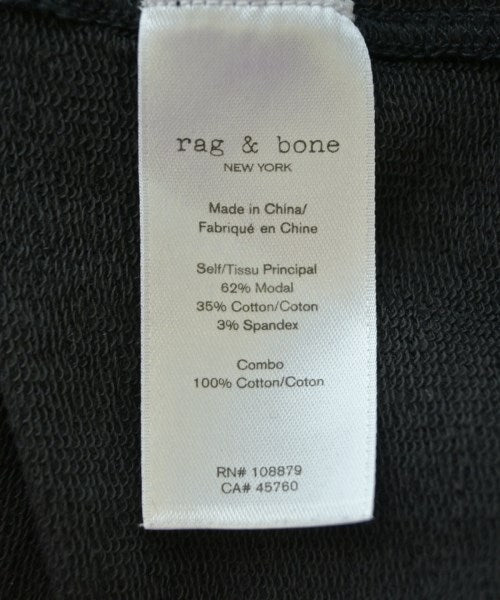 rag & bone
NEW YORK
Made in China/
Fabriqué en Chine
Self/Tissu Principal
62% Modal
35% Cotton/Coton
3% Spandex
Combo
100% Cotton/Coton
RN# 108879
CA# 45760